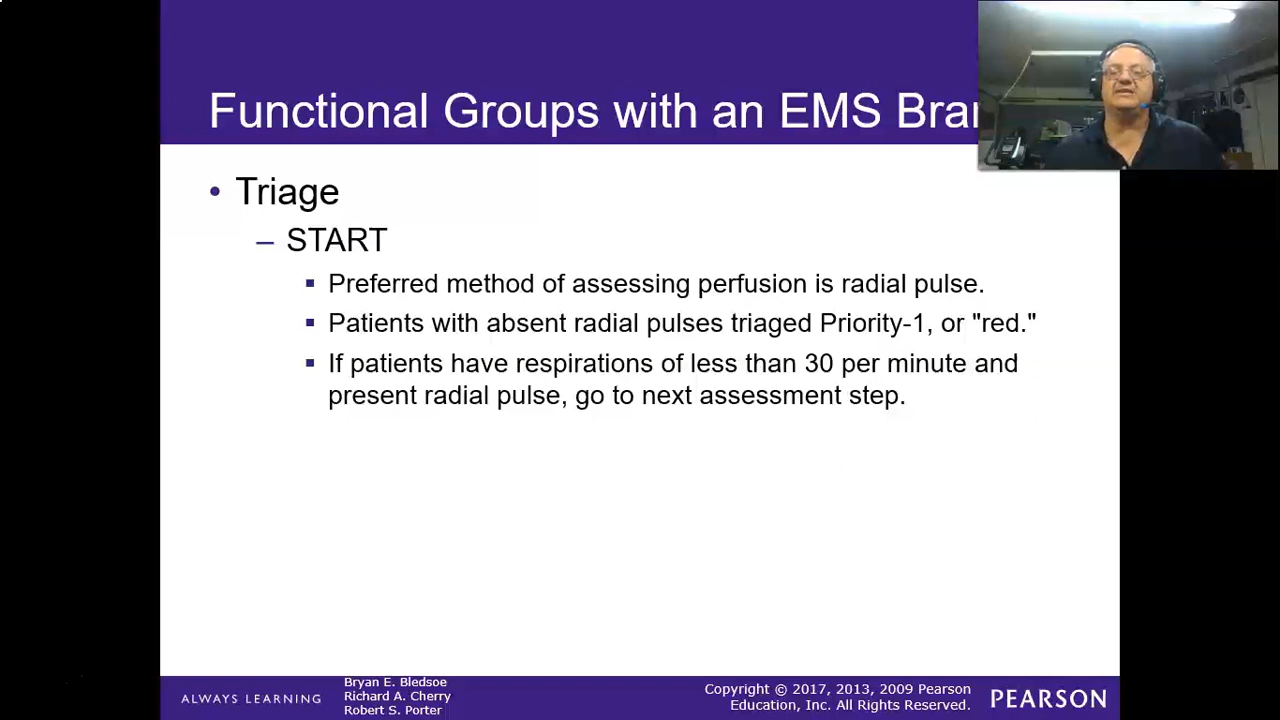 Functional Groups with an EMS
• Triage
– START
▪ Preferred method of assessing perfusion is radial pulse.
▪ Patients with absent radial pulses triaged Priority-1, or "red."
▪ If patients have respirations of less than 30 per minute and
present radial pulse, go to next assessment step.
ALWAYS LEARNING
Bryan E. Bledsoe
Richard A. Cherry
Robert S. Porter
Copyright © 2017, 2013, 2009 Pearson
Education, Inc. All Rights Reserved.
PEARSON